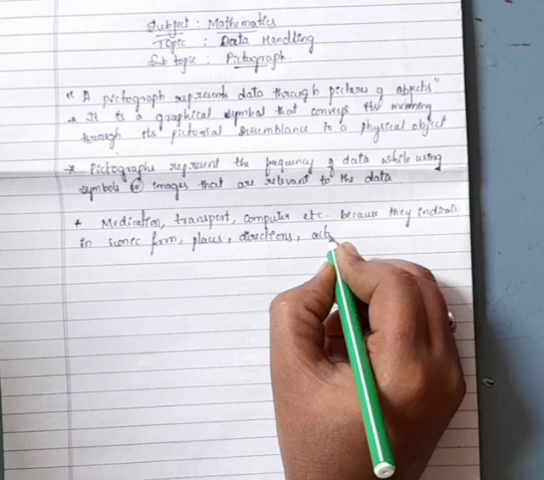 Subject : Mathematics
Topic : Data Handling
Sub topic : Pictograph.
" A pictograph represents data through pictures of objects"
* It is a graphical symbol that conveys its meaning
through its pictorial resemblance to a physical object
* Pictographs represent the frequency of data while using
symbols or images that are relevant to the data
* Medication, transport, computer etc - because they indicate
in iconic form, places, directions, acti